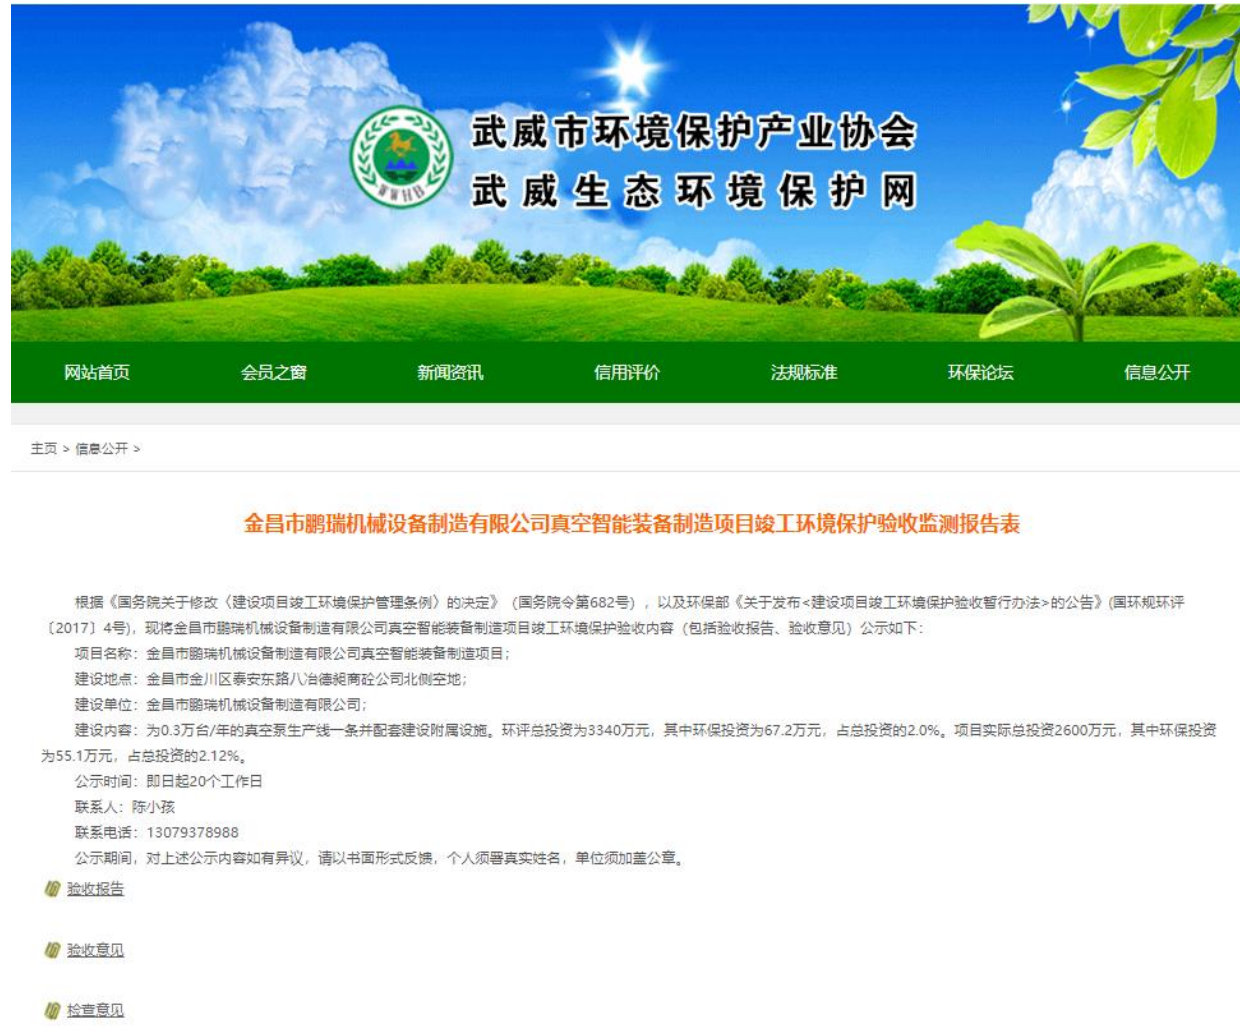 武威市环境保护产业协会
武威生态环境保护网
WWHB
网站首页 会员之窗 新闻资讯 信用评价 法规标准 环保论坛 信息公开
主页 > 信息公开 >
金昌市鹏瑞机械设备制造有限公司真空智能装备制造项目竣工环境保护验收监测报告表
根据《国务院关于修改〈建设项目竣工环境保护管理条例〉的决定》（国务院令第682号），以及环保部《关于发布<建设项目竣工环境保护验收暂行办法>的公告》(国环规环评
〔2017〕4号)，现将金昌市鹏瑞机械设备制造有限公司真空智能装备制造项目竣工环境保护验收内容（包括验收报告、验收意见）公示如下：
项目名称：金昌市鹏瑞机械设备制造有限公司真空智能装备制造项目；
建设地点：金昌市金川区泰安东路八冶德昶商砼公司北侧空地；
建设单位：金昌市鹏瑞机械设备制造有限公司；
建设内容：为0.3万台/年的真空泵生产线一条并配套建设附属设施。环评总投资为3340万元，其中环保投资为67.2万元，占总投资的2.0%。项目实际总投资2600万元，其中环保投资
为55.1万元，占总投资的2.12%。
公示时间：即日起20个工作日
联系人：陈小孩
联系电话：13079378988
公示期间，对上述公示内容如有异议，请以书面形式反馈，个人须署真实姓名，单位须加盖公章。
验收报告
验收意见
检查意见